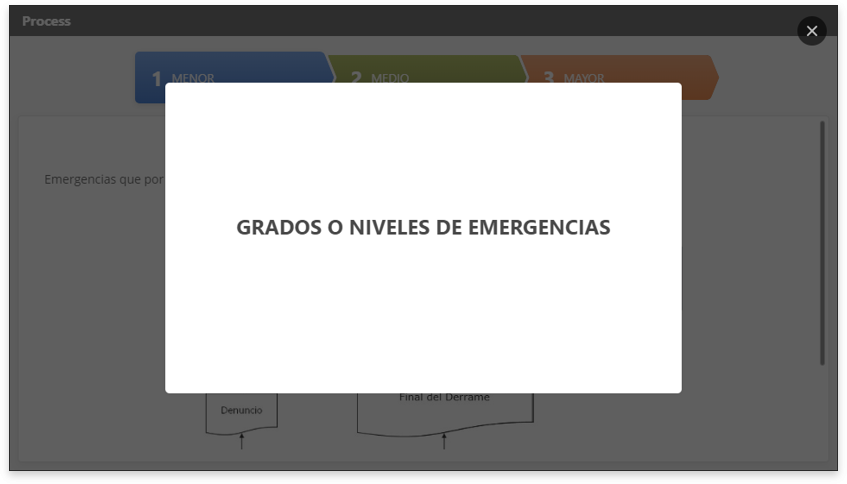 Process
1 MENOR
2 MEDIO
3 MAYOR
Emergencias que por
GRADOS O NIVELES DE EMERGENCIAS
Denuncio
Final del Derrame